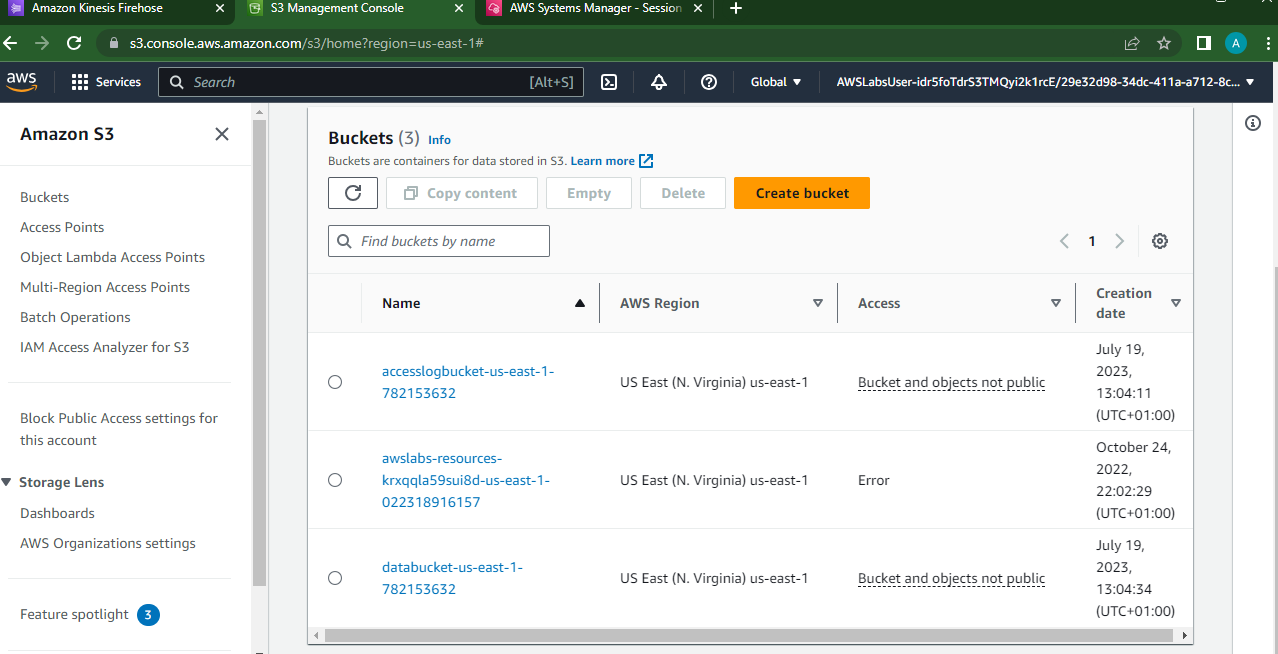 Amazon Kinesis Firehose
S3 Management Console
AWS Systems Manager - Session
s3.console.aws.amazon.com/s3/home?region=us-east-1#
A
aws
Services
Search
[Alt+S]
Global
AWSLabsUser-idr5foTdrS3TMQyi2k1rcE/29e32d98-34dc-411a-a712-8c...
Amazon S3
Buckets
Access Points
Object Lambda Access Points
Multi-Region Access Points
Batch Operations
IAM Access Analyzer for S3
Block Public Access settings for
this account
Storage Lens
Dashboards
AWS Organizations settings
Feature spotlight 3
Buckets (3) Info
Buckets are containers for data stored in S3. Learn more
Copy content
Empty
Delete
Create bucket
Find buckets by name
1
Name
AWS Region
Access
Creation
date
accesslogbucket-us-east-1-
782153632
US East (N. Virginia) us-east-1
Bucket and objects not public
July 19,
2023,
13:04:11
(UTC+01:00)
awslabs-resources-
krxqqla59sui8d-us-east-1-
022318916157
US East (N. Virginia) us-east-1
Error
October 24,
2022,
22:02:29
(UTC+01:00)
databucket-us-east-1-
782153632
US East (N. Virginia) us-east-1
Bucket and objects not public
July 19,
2023,
13:04:34
(UTC+01:00)